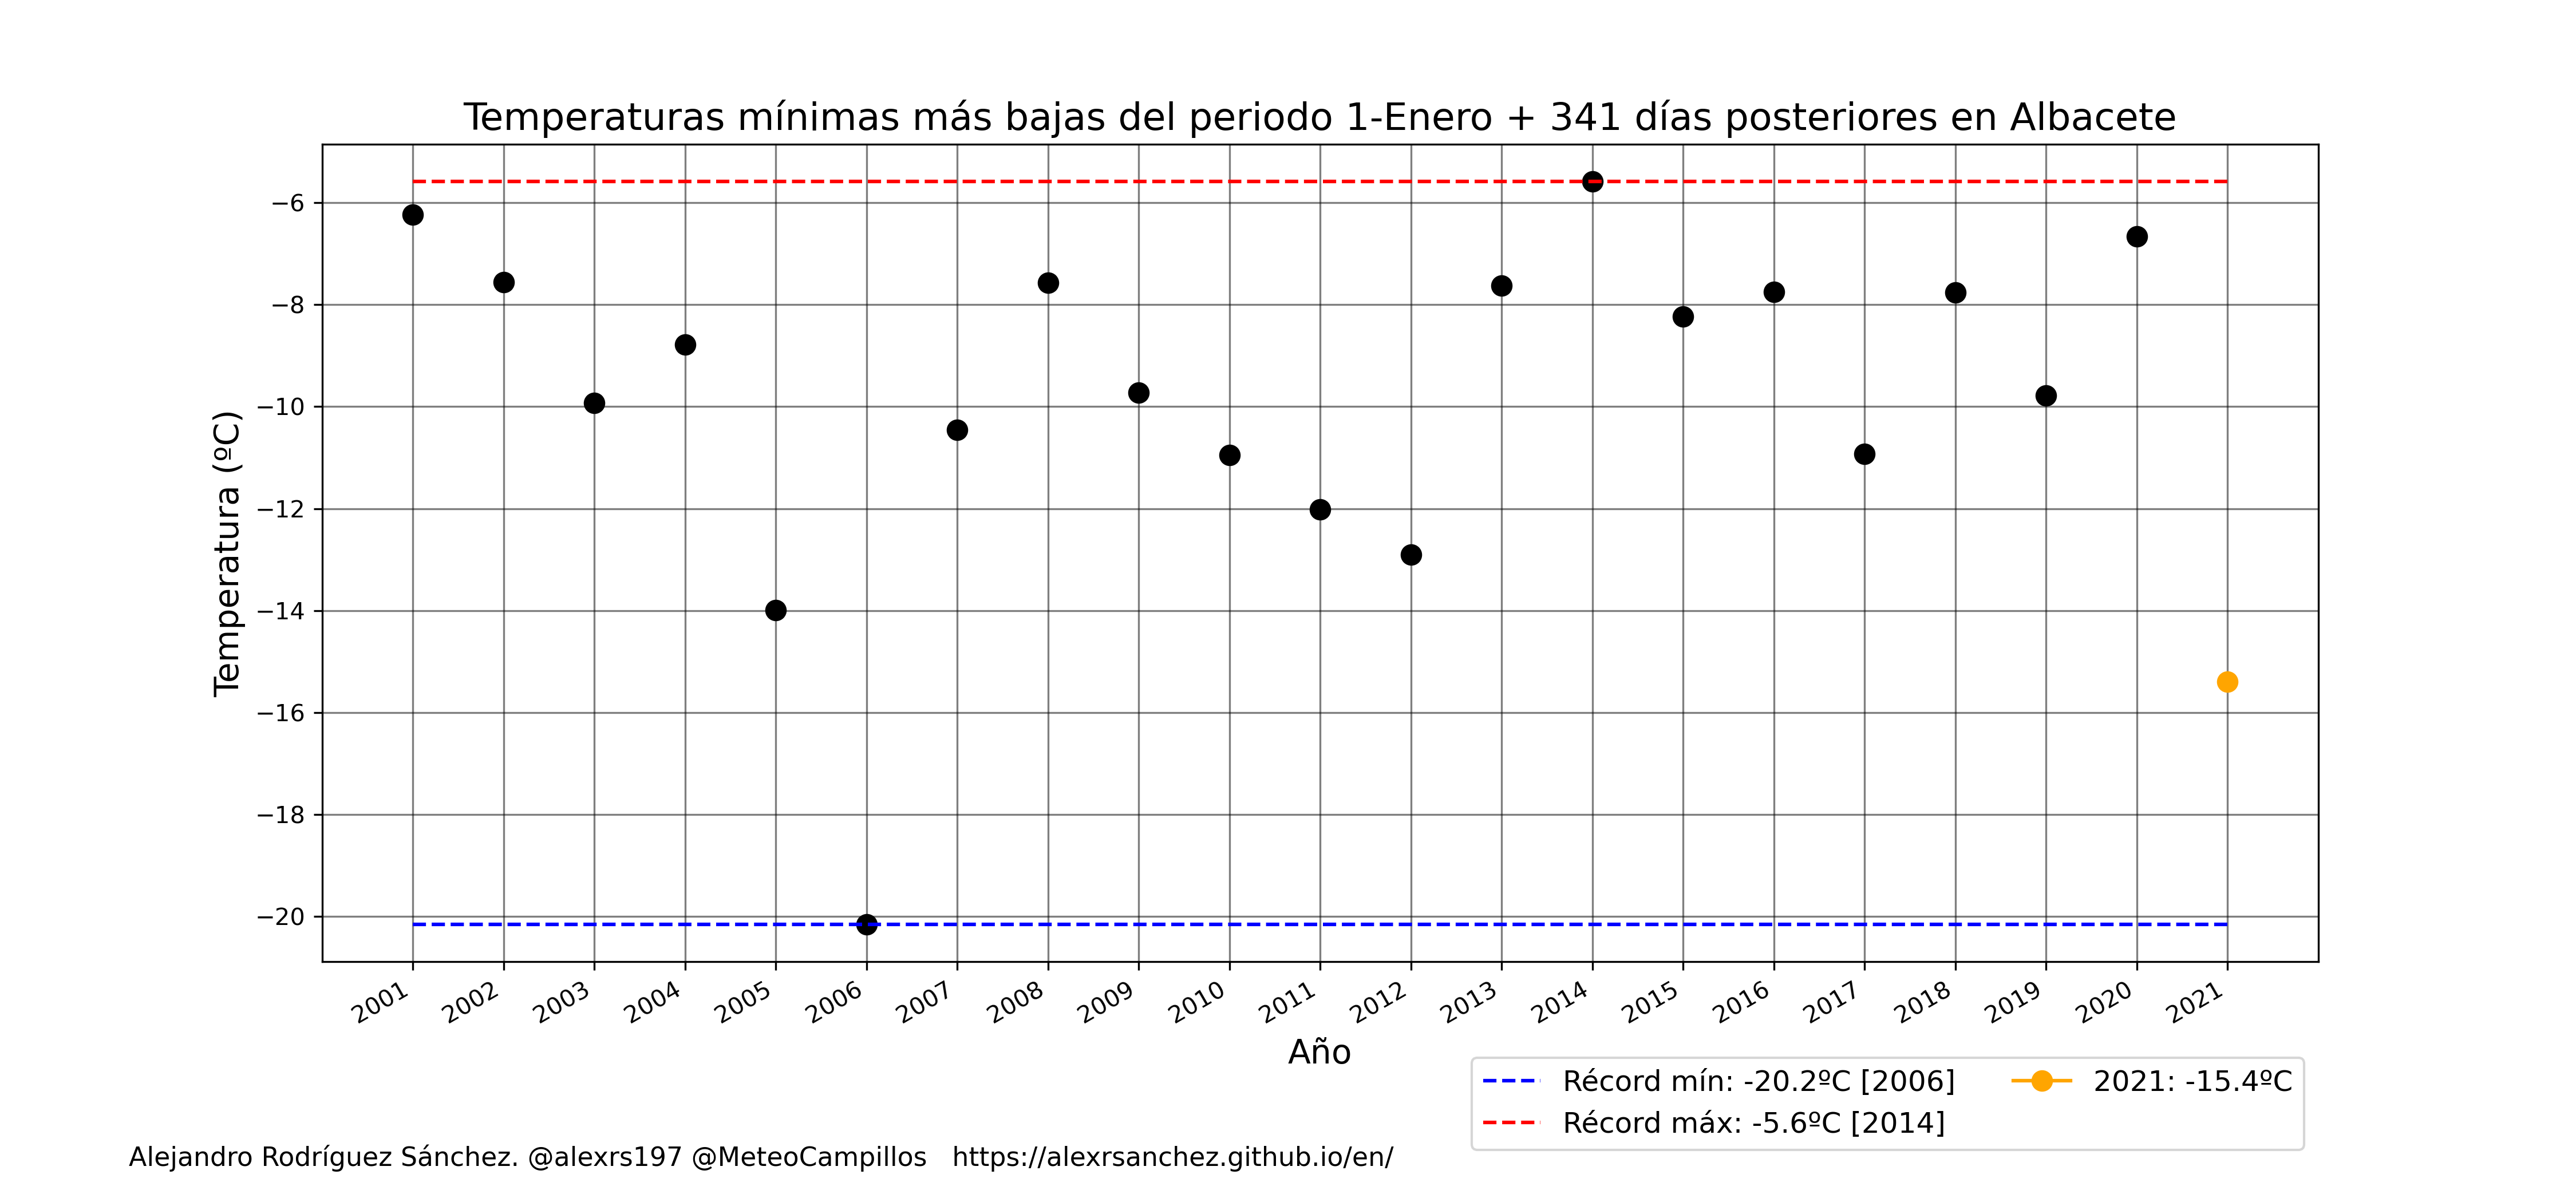 Temperaturas mínimas más bajas del periodo 1-Enero + 341 días posteriores en Albacete
Temperatura (ºC)
−6
−8
−10
−12
−14
−16
−18
−20
2001 2002 2003 2004 2005 2006 2007 2008 2009 2010 2011 2012 2013 2014 2015 2016 2017 2018 2019 2020 2021
Año
Récord mín: -20.2ºC [2006] 2021: -15.4ºC
Récord máx: -5.6ºC [2014]
Alejandro Rodríguez Sánchez. @alexrs197 @MeteoCampillos https://alexrsanchez.github.io/en/